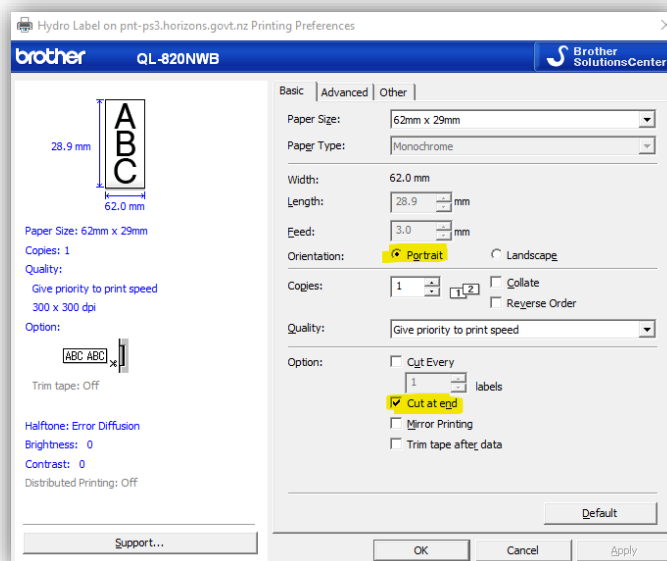 Hydro Label on pnt-ps3.horizons.govt.nz Printing Preferences
brother QL-820NWB Brother
SolutionsCenter
Basic Advanced Other
A
B
C
28.9 mm
62.0 mm
Paper Size: 62mm x 29mm
Copies: 1
Quality:
Give priority to print speed
300 x 300 dpi
Option:
ABC ABC
Trim tape: Off
Halftone: Error Diffusion
Brightness: 0
Contrast: 0
Distributed Printing: Off
Support...
Paper Size: 62mm x 29mm
Paper Type: Monochrome
Width: 62.0 mm
Length: 28.9 mm
Feed: 3.0 mm
Orientation: Portrait Landscape
Copies: 1 1 2 Collate
Reverse Order
Quality: Give priority to print speed
Option: Cut Every
1 labels
Cut at end
Mirror Printing
Trim tape after data
Default
OK Cancel Apply